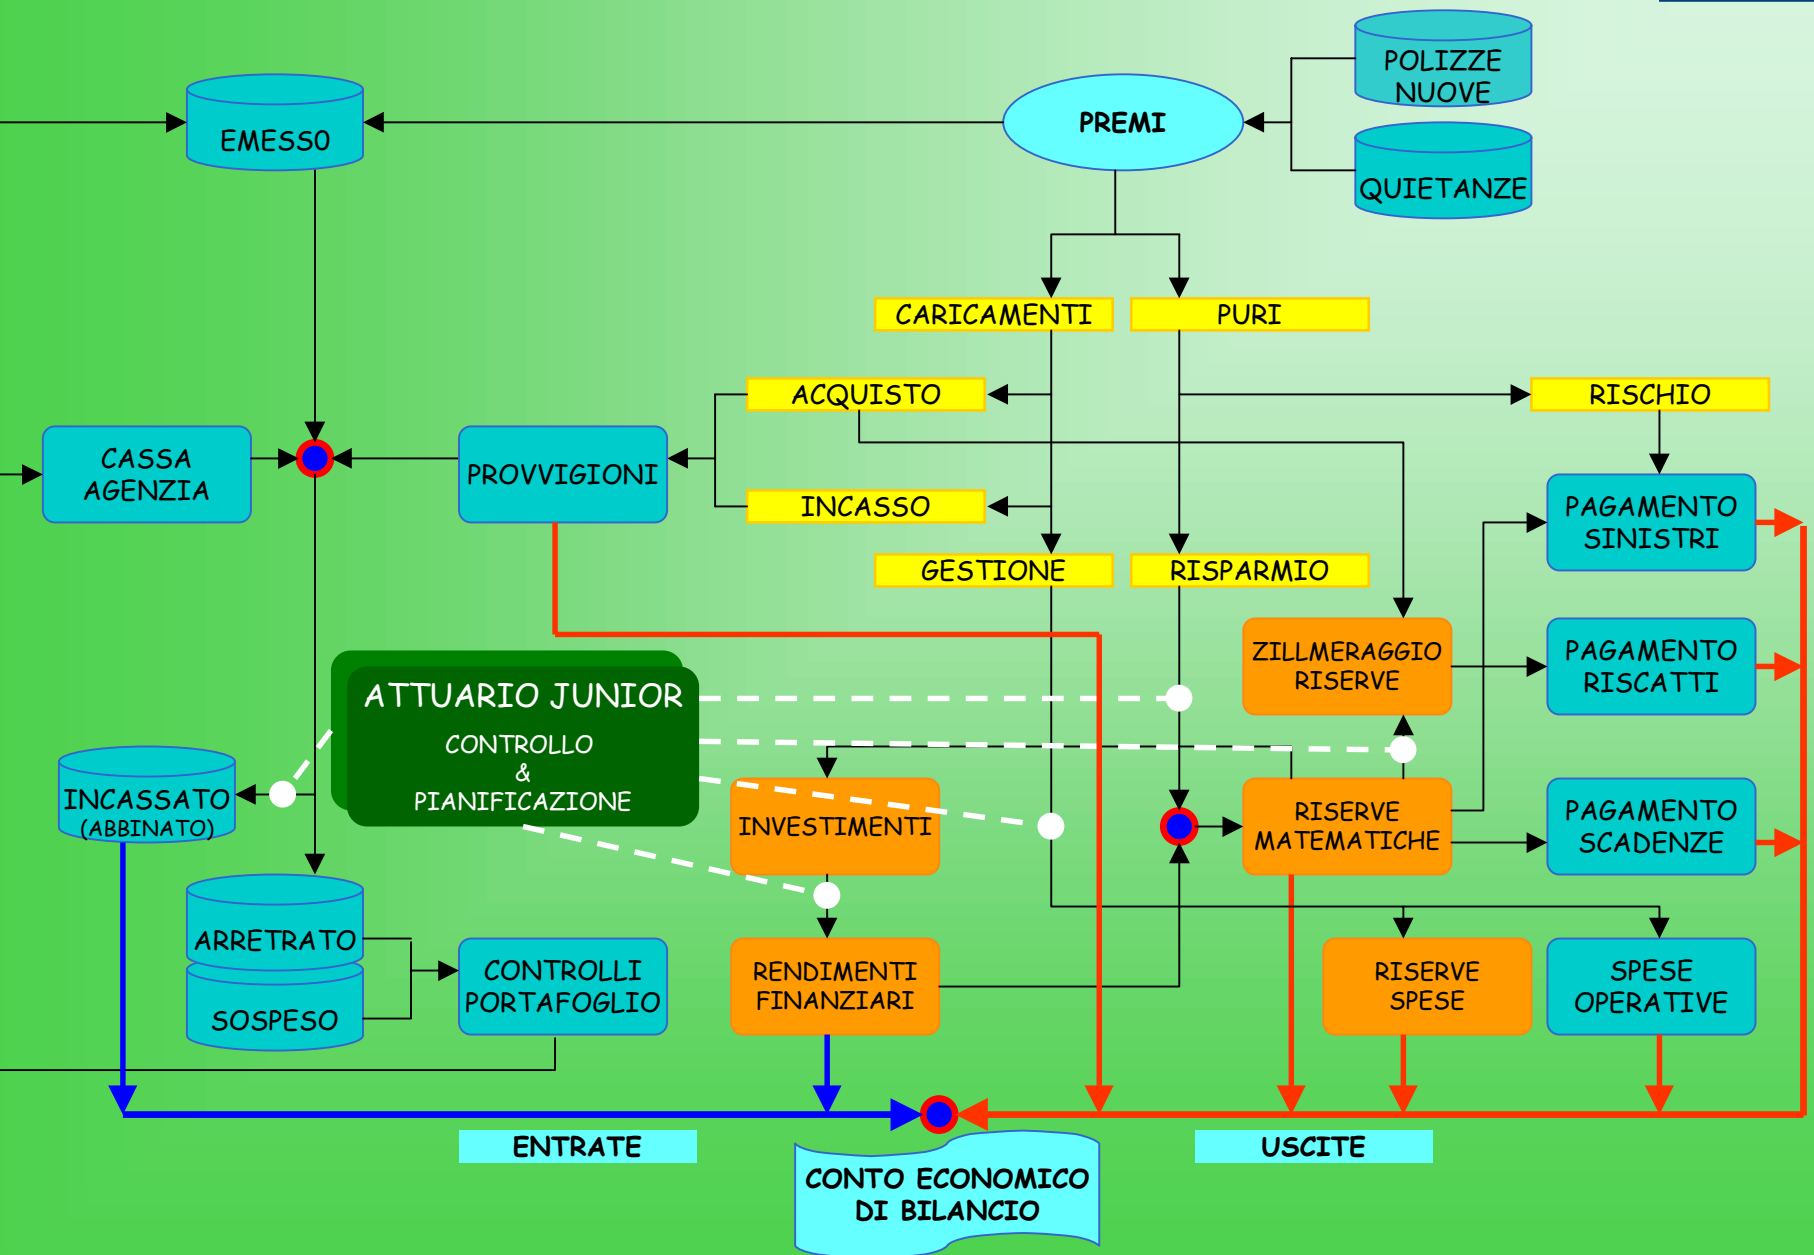 POLIZZE
NUOVE
EMESS0
PREMI
QUIETANZE
CARICAMENTI
PURI
ACQUISTO
RISCHIO
CASSA
AGENZIA
PROVVIGIONI
INCASSO
PAGAMENTO
SINISTRI
GESTIONE
RISPARMIO
ZILLMERAGGIO
RISERVE
PAGAMENTO
RISCATTI
ATTUARIO JUNIOR
CONTROLLO
&
PIANIFICAZIONE
INCASSATO
(ABBINATO)
INVESTIMENTI
RISERVE
MATEMATICHE
PAGAMENTO
SCADENZE
ARRETRATO
SOSPESO
CONTROLLI
PORTAFOGLIO
RENDIMENTI
FINANZIARI
RISERVE
SPESE
SPESE
OPERATIVE
ENTRATE
USCITE
CONTO ECONOMICO
DI BILANCIO